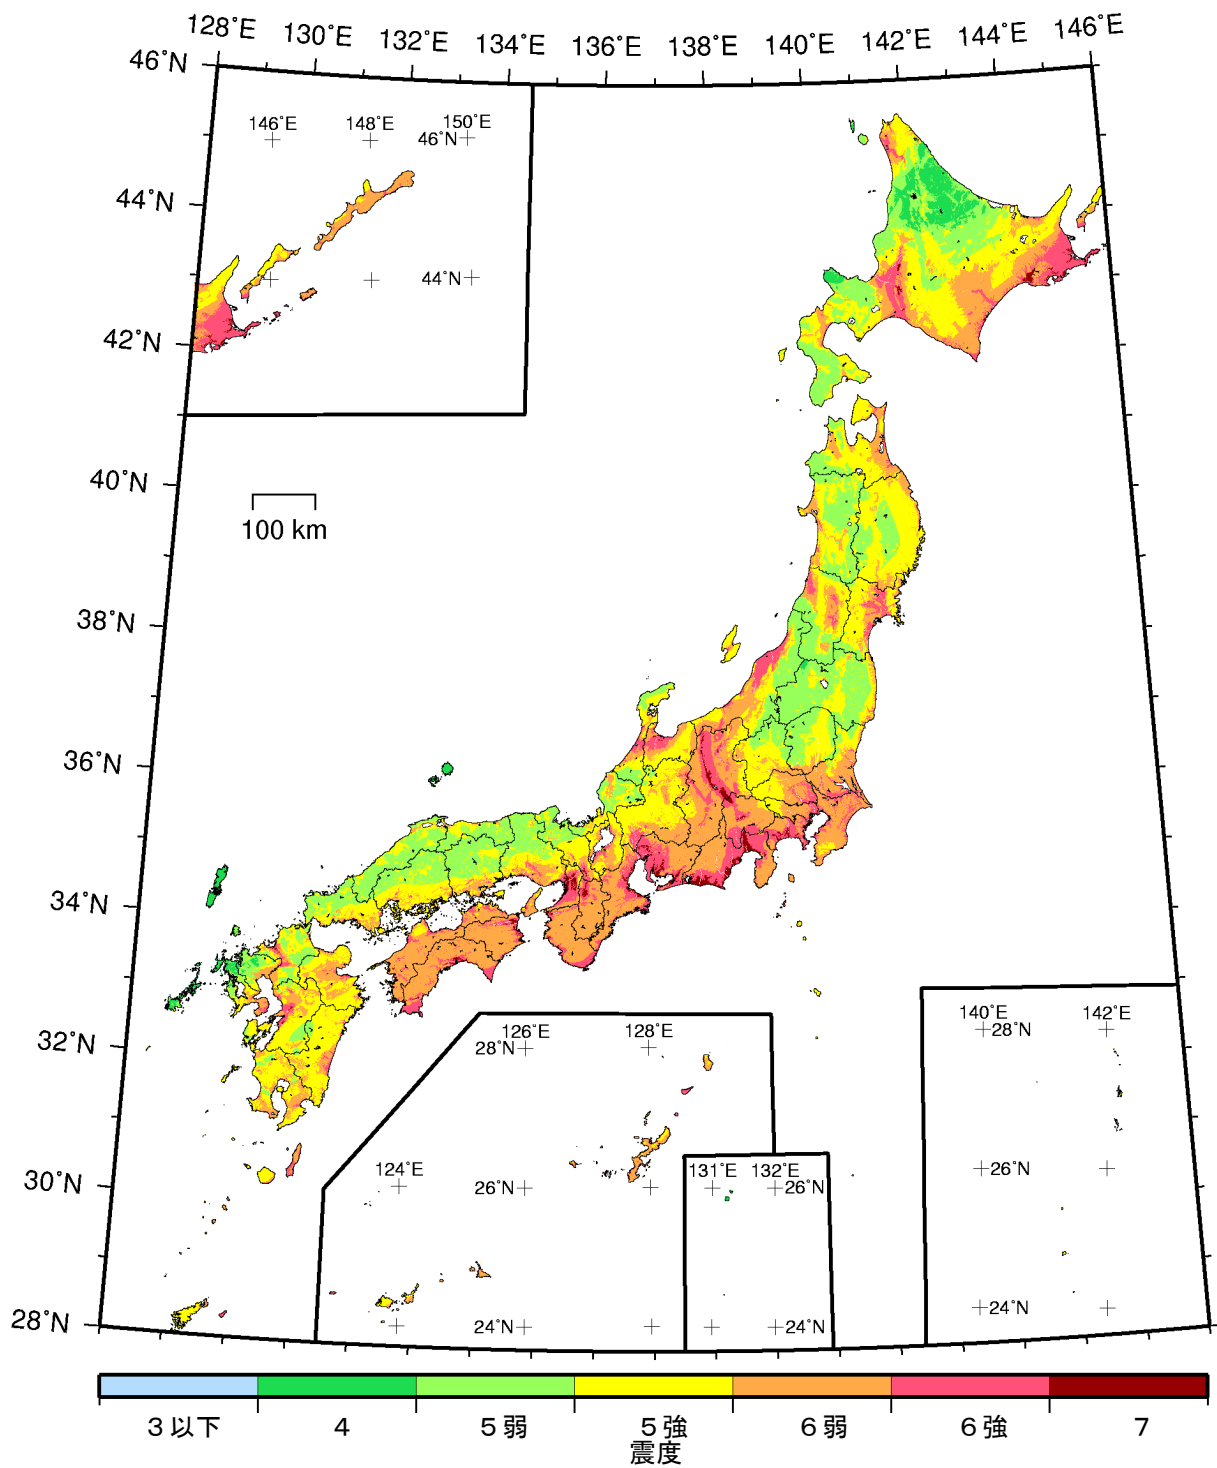 128˚E 130˚E 132˚E 134˚E 136˚E 138˚E 140˚E 142˚E 144˚E 146˚E
46˚N
44˚N
42˚N
40˚N
38˚N
36˚N
34˚N
32˚N
30˚N
28˚N
146˚E 148˚E 150˚E
46˚N
44˚N
100 km
126˚E 128˚E
28˚N
124˚E
26˚N
24˚N
131˚E 132˚E
26˚N
24˚N
140˚E 142˚E
28˚N
26˚N
24˚N
3以下 4 5弱 5強 6弱 6強 7
震度